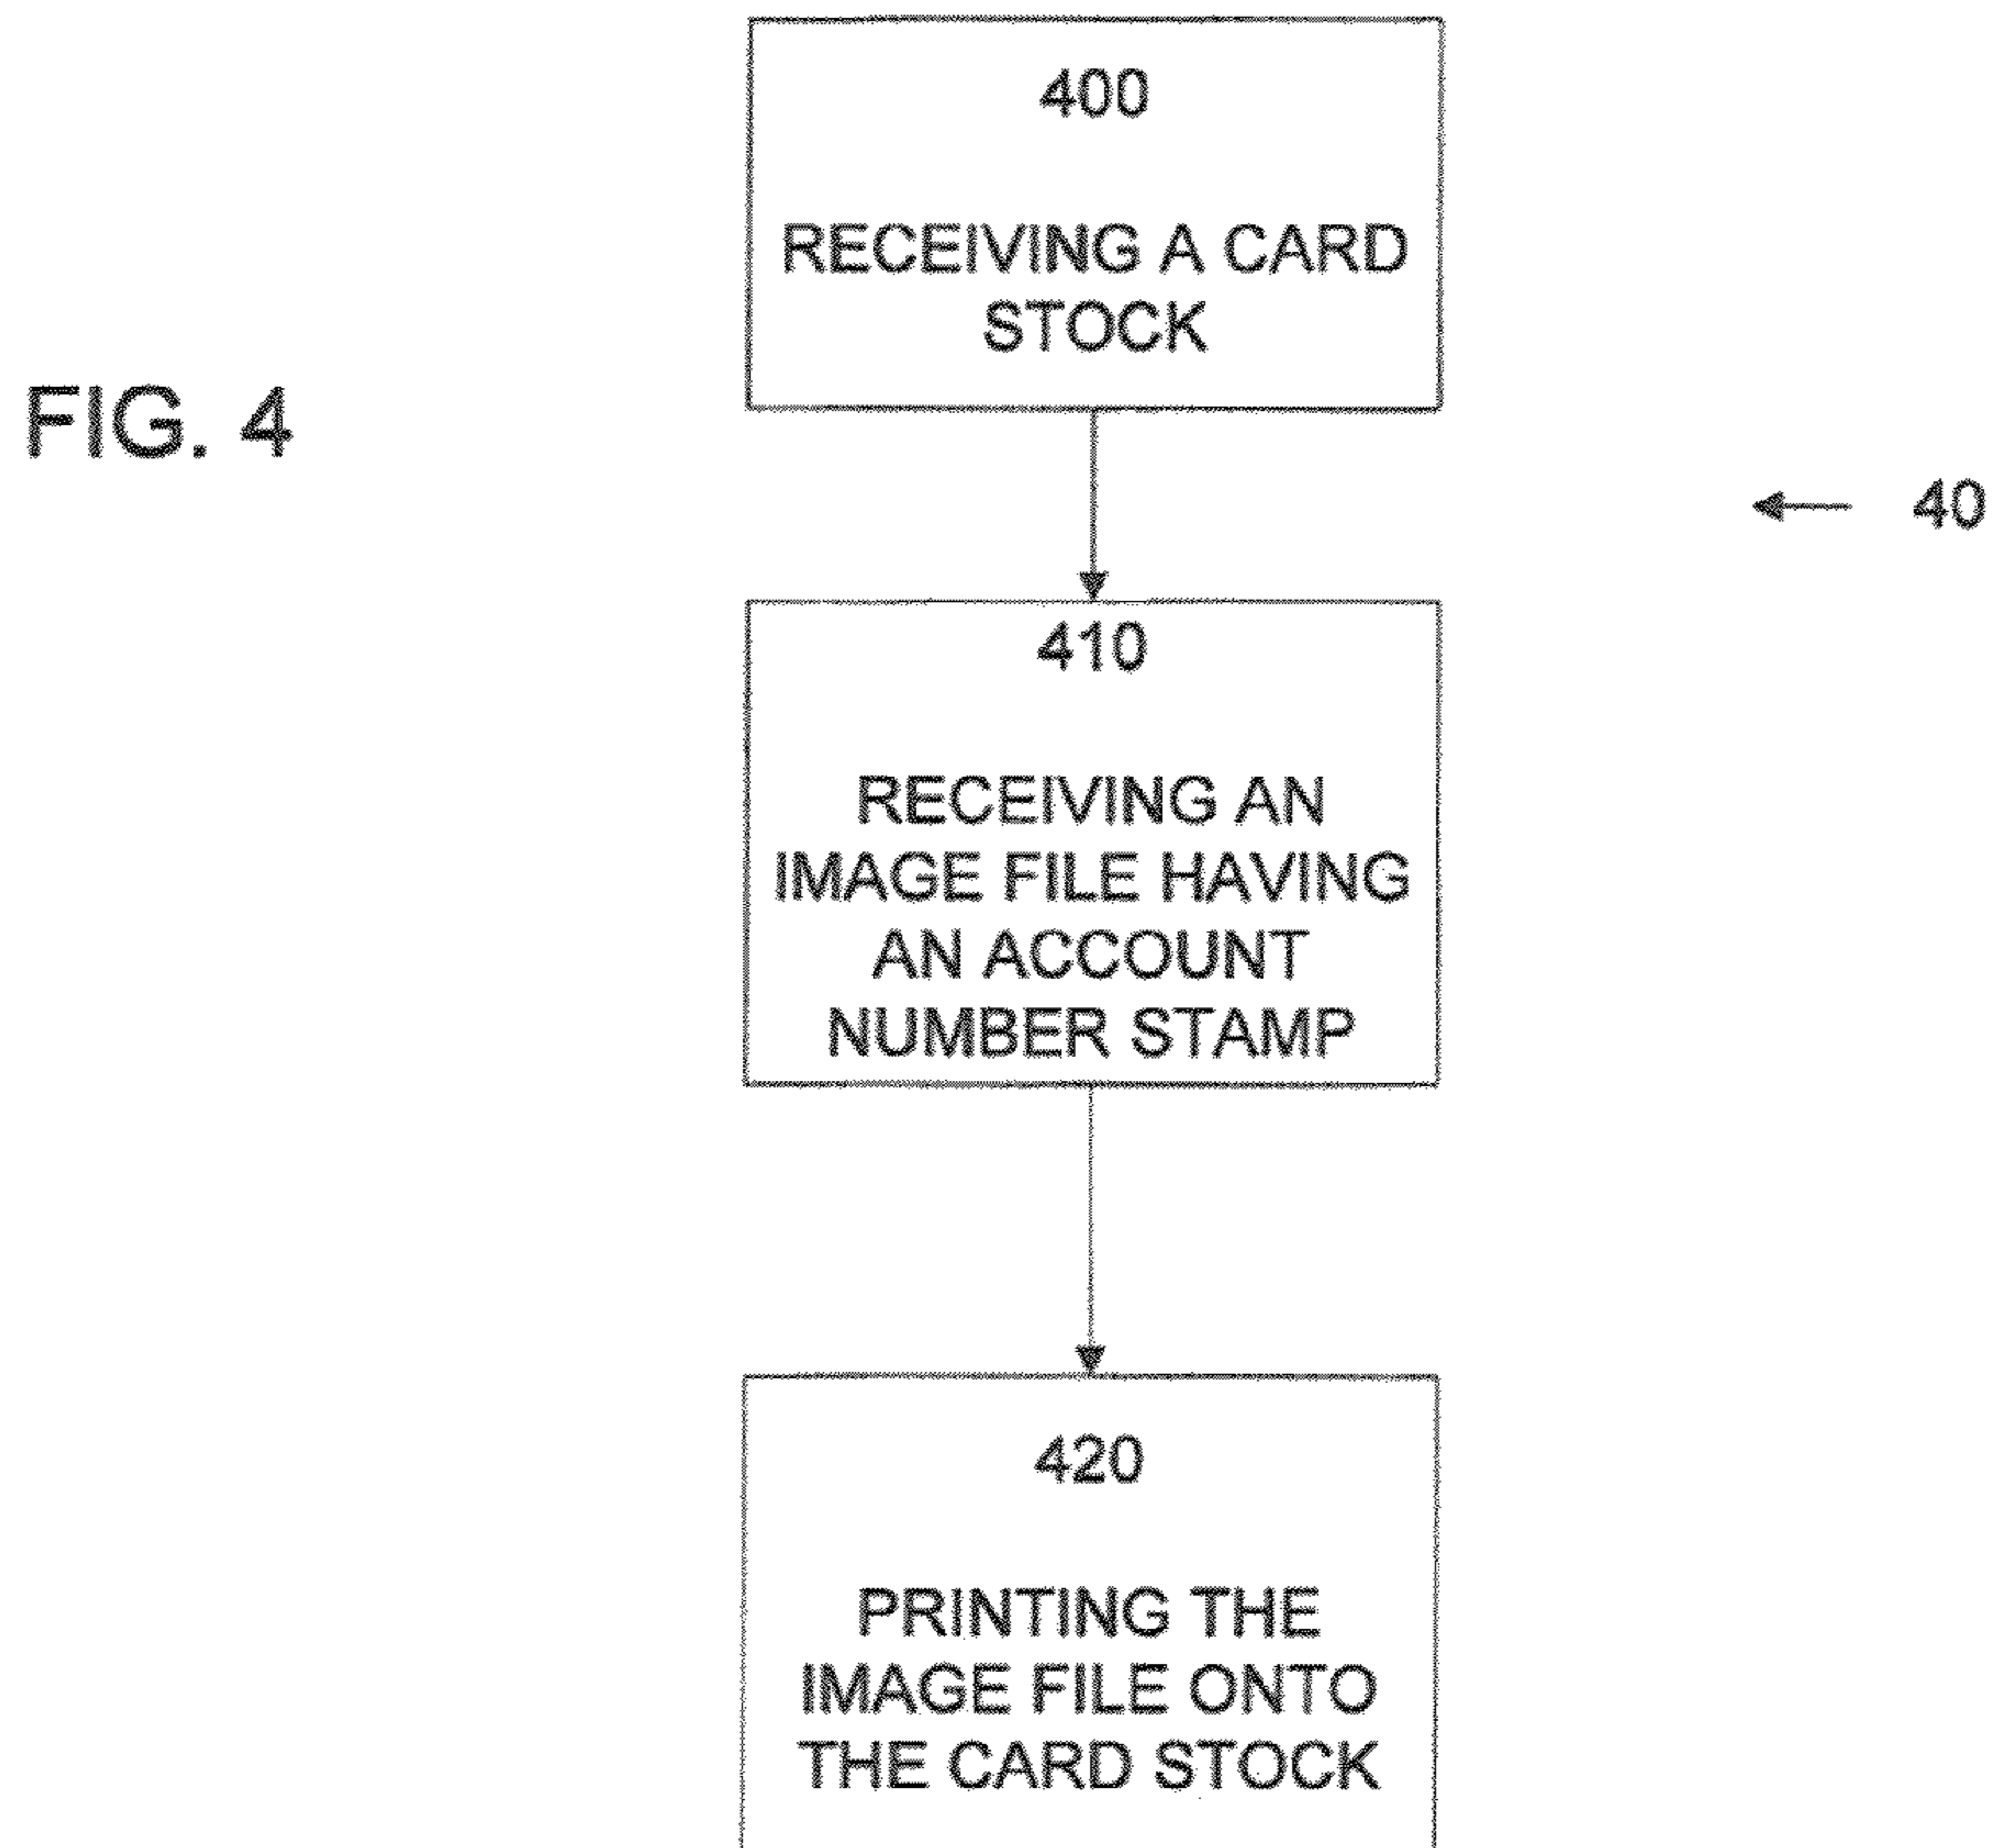 400
RECEIVING A CARD
STOCK
FIG. 4
40
410
RECEIVING AN
IMAGE FILE HAVING
AN ACCOUNT
NUMBER STAMP
420
PRINTING THE
IMAGE FILE ONTO
THE CARD STOCK